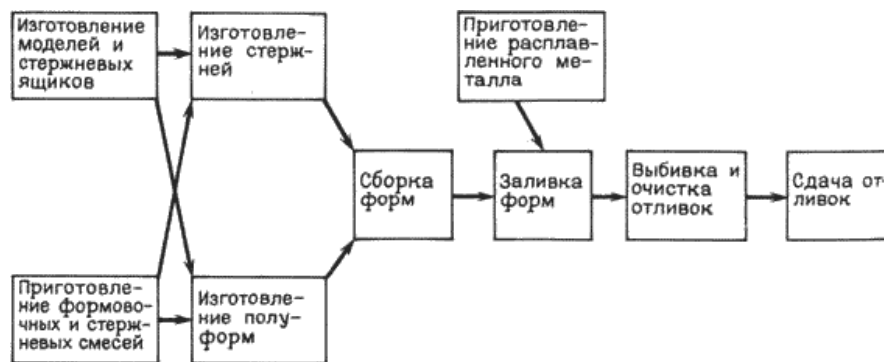 Изготовление
моделей и
стержневых
ящиков
Изготовле-
ние стерж-
ней
Приготовле-
ние расплав-
ленного ме-
талла
Сборка
форм
Заливка
форм
Выбивка и
очистка
отливок
Сдача от-
ливок
Приготовле-
ние формово-
чных и стерж-
невых смесей
Изготовле-
ние полу-
форм